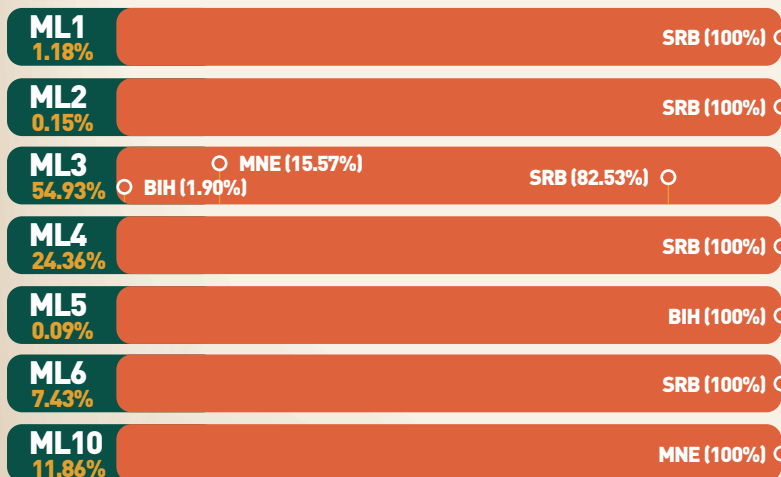 ML1
1.18%
SRB (100%)
ML2
0.15%
SRB (100%)
ML3
54.93%
MNE (15.57%)
BIH (1.90%)
SRB (82.53%)
ML4
24.36%
SRB (100%)
ML5
0.09%
BIH (100%)
ML6
7.43%
SRB (100%)
ML10
11.86%
MNE (100%)